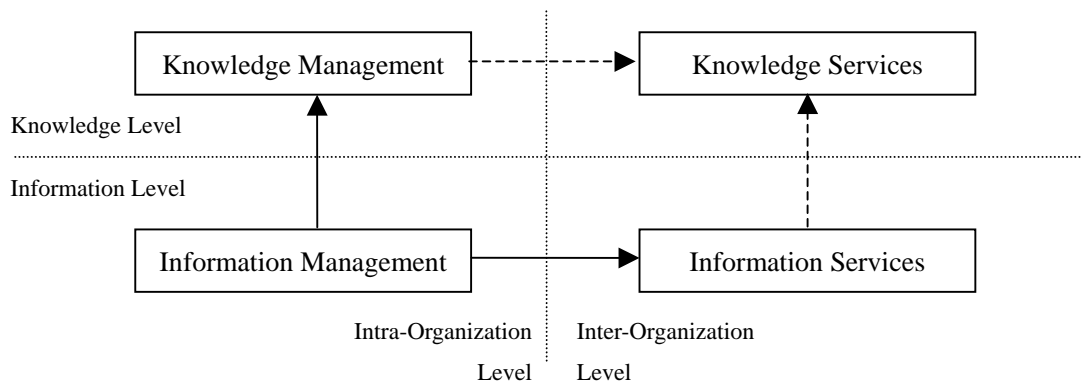 Knowledge Management
Knowledge Services
Knowledge Level
Information Level
Information Management
Information Services
Intra-Organization
Level
Inter-Organization
Level